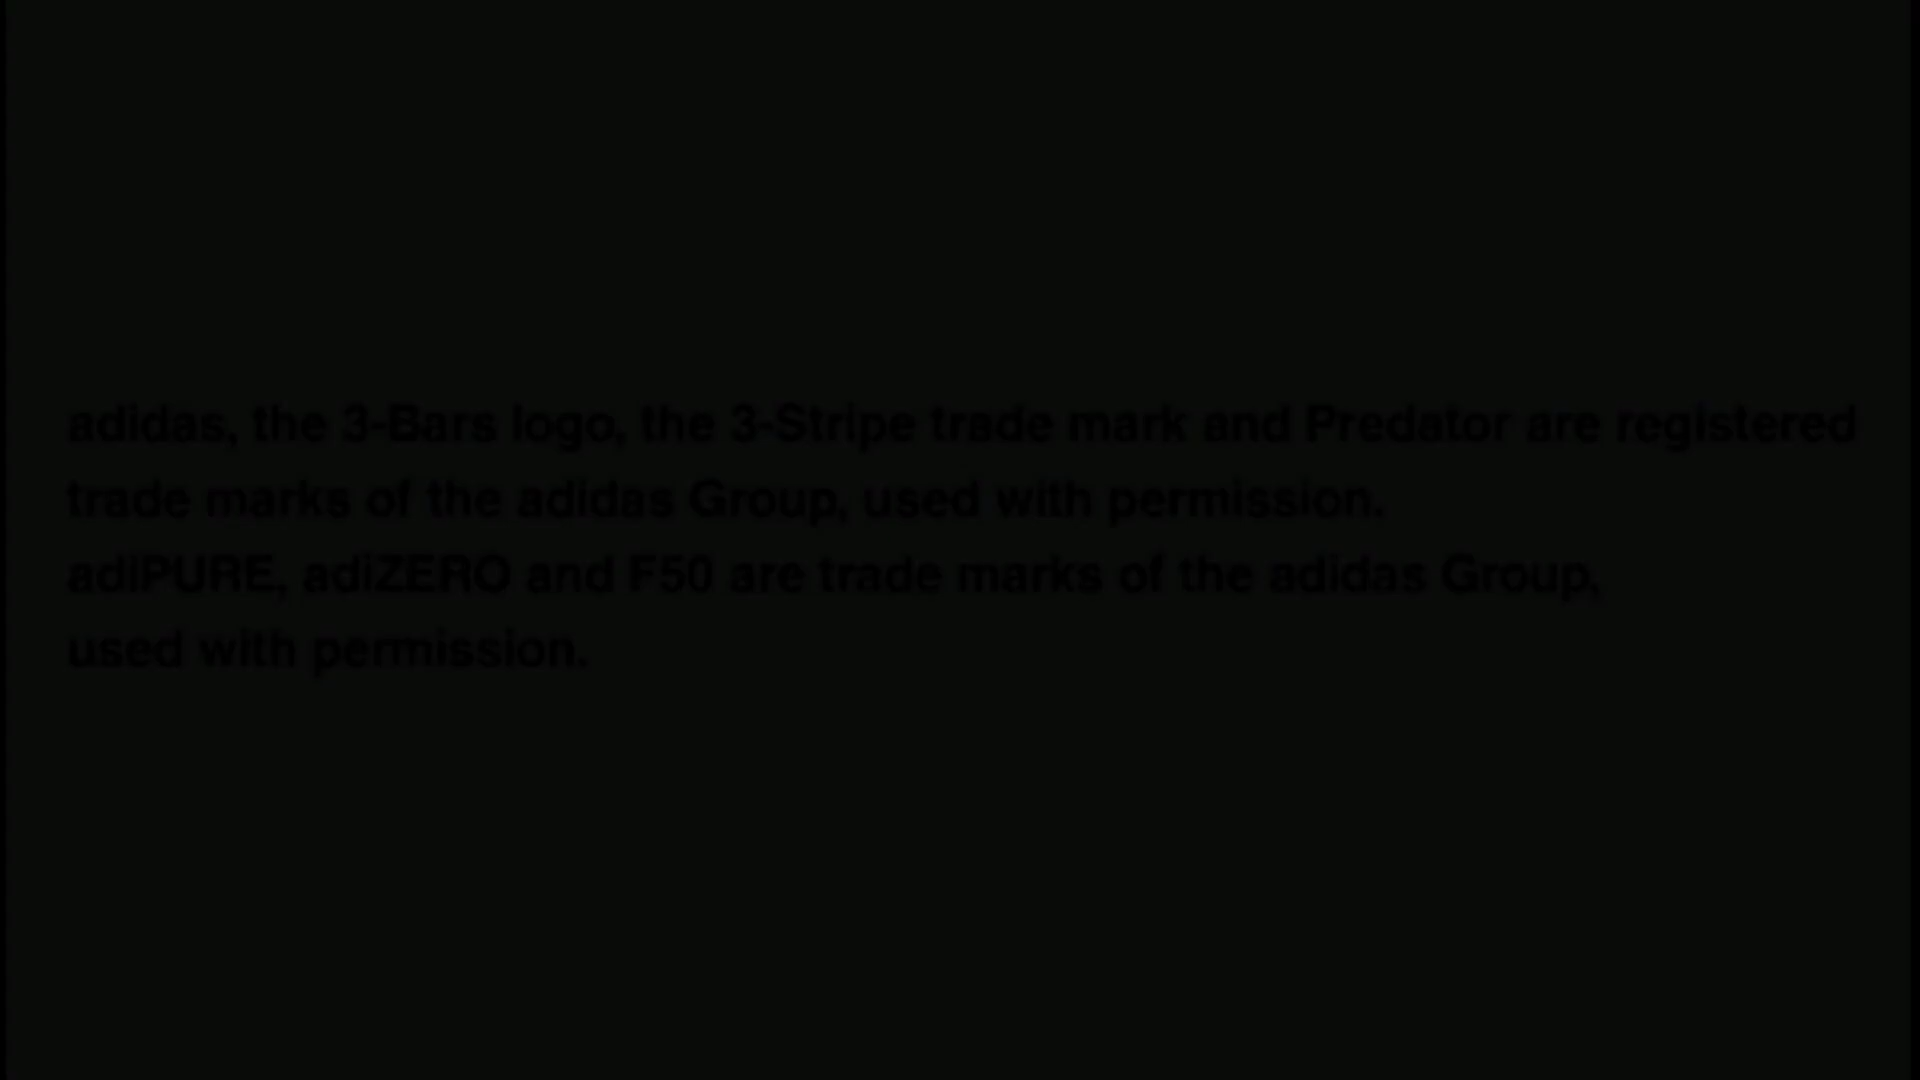 adidas, the 3-Bars logo, the 3-Stripe trade mark and Predator are registered
trade marks of the adidas Group, used with permission.
adiPURE, adiZERO and F50 are trade marks of the adidas Group,
used with permission.